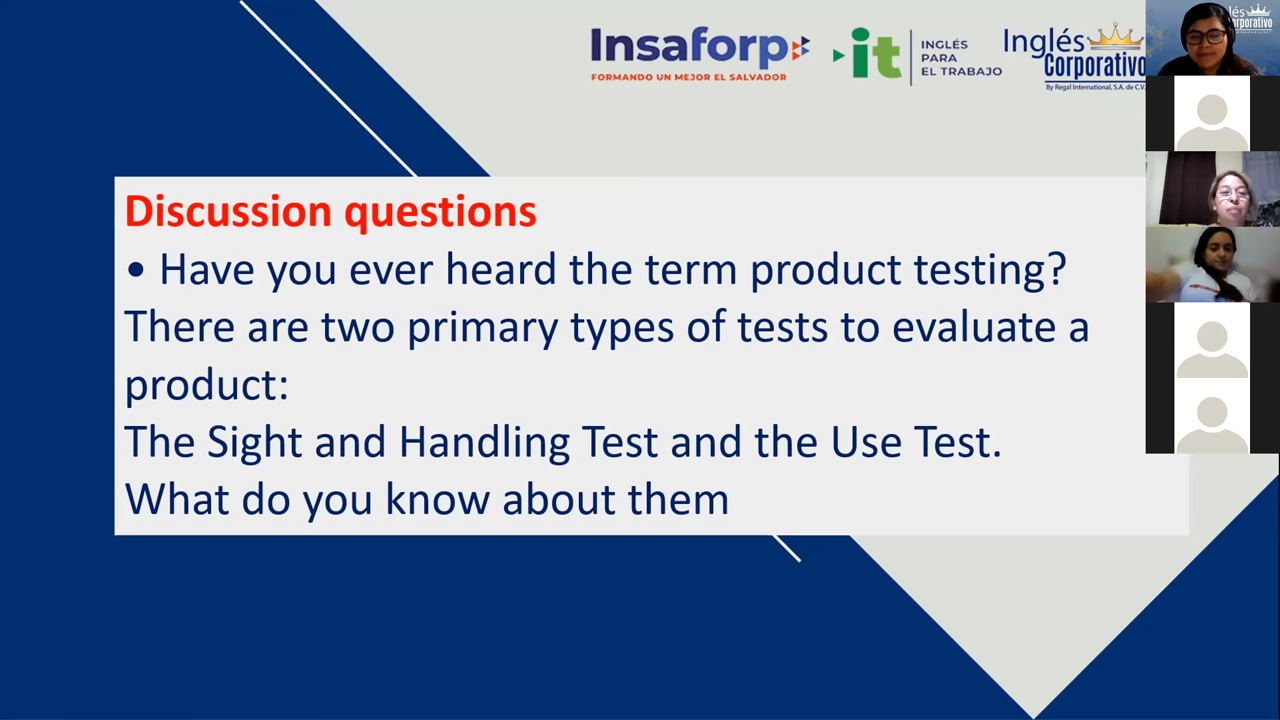 Insaforp
FORMANDO UN MEJOR EL SALVADOR
it
INGLÉS
PARA
EL TRABAJO
Inglés
Corporativo
By Regal International, S.A. de C.V.
Discussion questions
• Have you ever heard the term product testing?
There are two primary types of tests to evaluate a
product:
The Sight and Handling Test and the Use Test.
What do you know about them